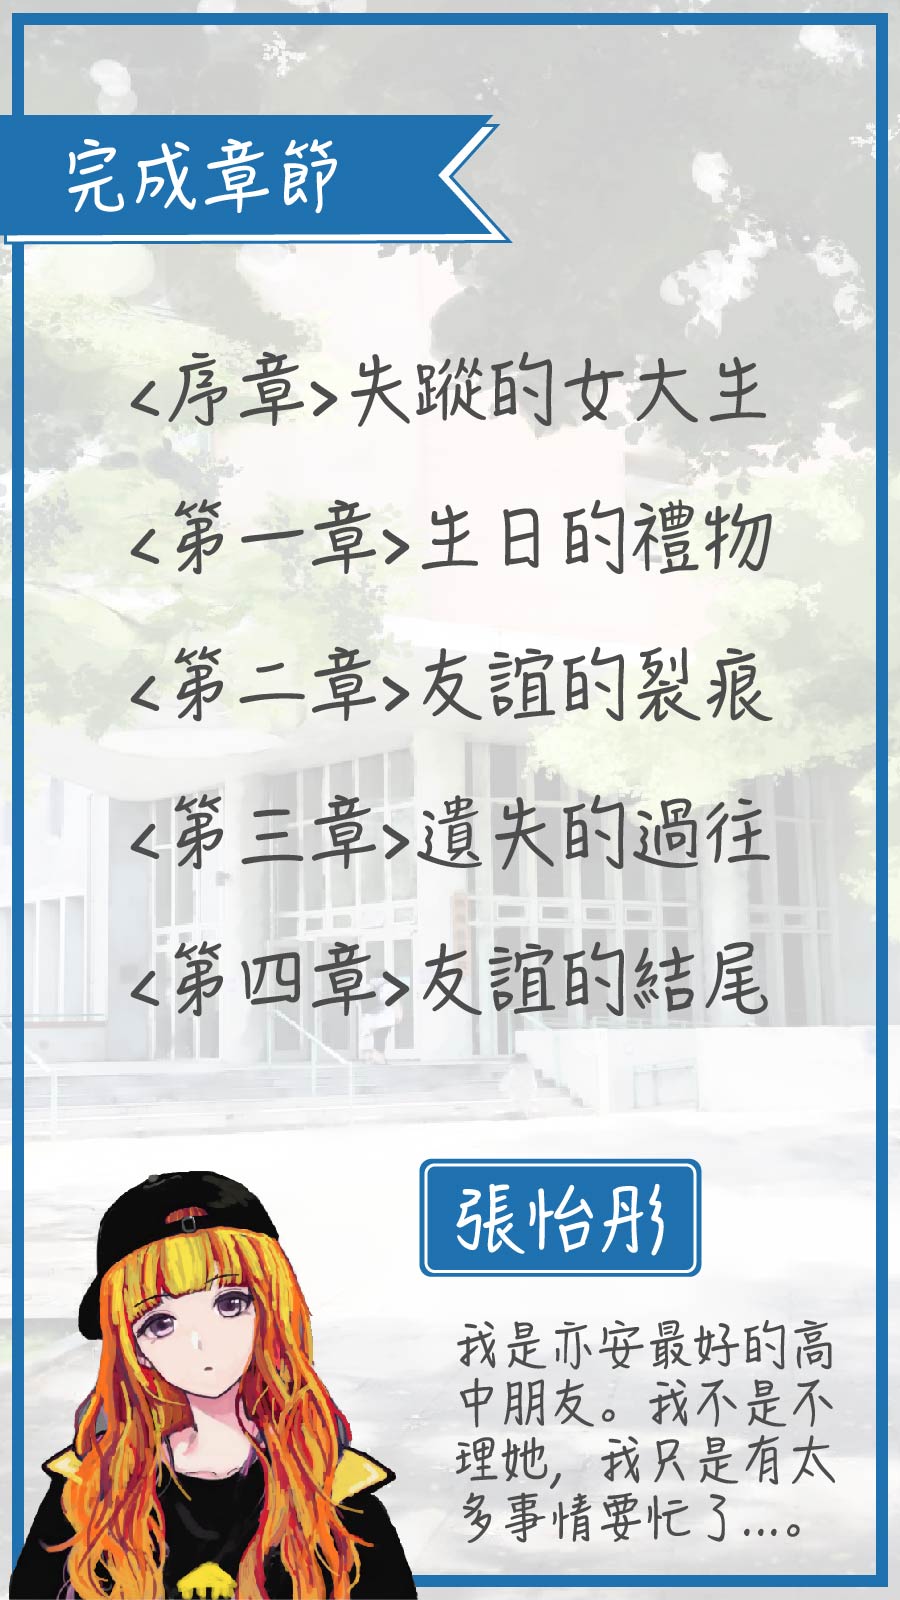 完成章節
<序章>失蹤的女大生
<第一章>生日的禮物
<第二章>友誼的裂痕
<第三章>遺失的過往
<第四章>友誼的結尾
張怡彤
我是亦安最好的高
中朋友。我不是不
理她，我只是有太
多事情要忙了...。